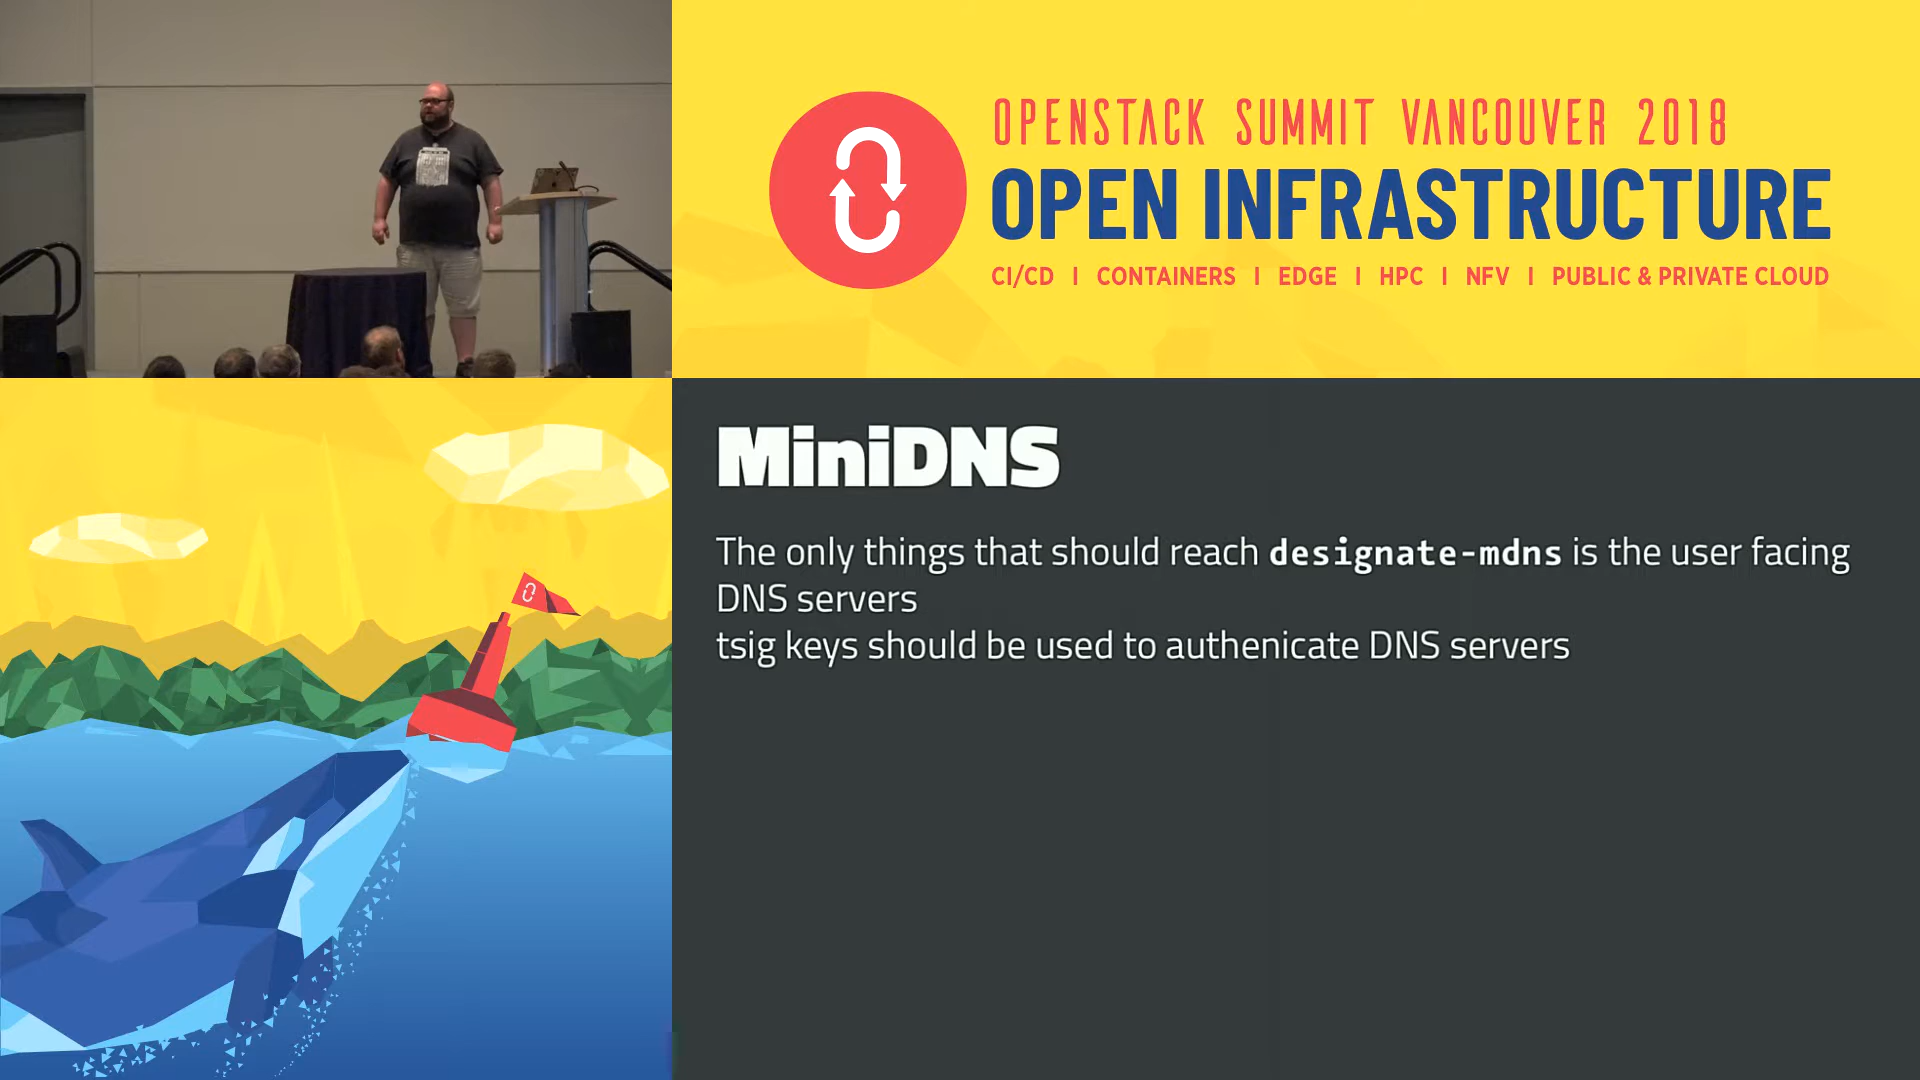 OPENSTACK SUMMIT VANCOUVER 2018
OPEN INFRASTRUCTURE
CI/CD | CONTAINERS | EDGE | HPC | NFV | PUBLIC & PRIVATE CLOUD
MiniDNS
The only things that should reach designate-mdns is the user facing
DNS servers
tsig keys should be used to authenicate DNS servers